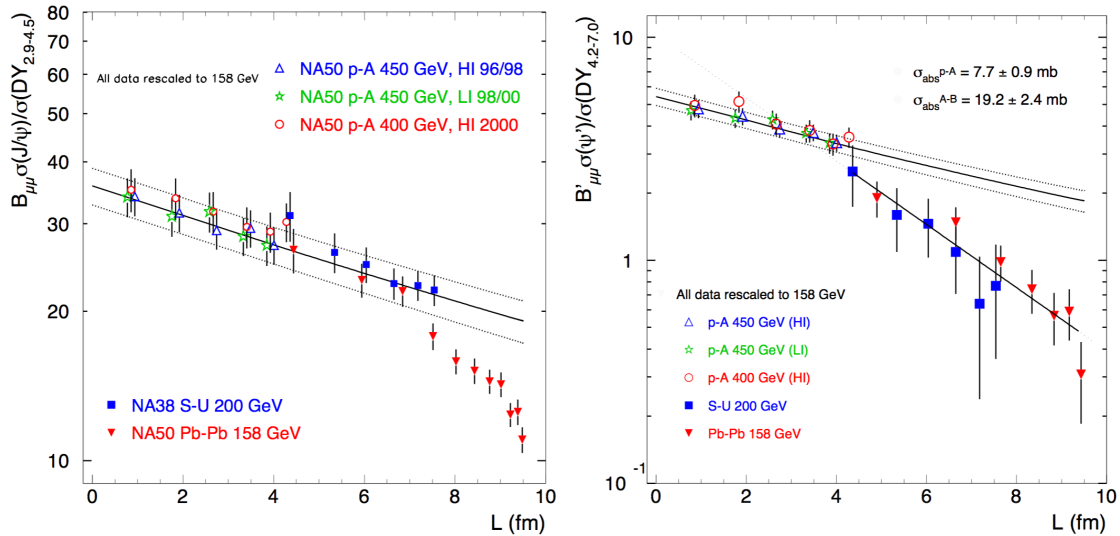 80
70
60
50
40
30
20
10
0 2 4 6 8 10
L (fm)
B_μμσ(J/ψ)/σ(DY_2.9-4.5)
All data rescaled to 158 GeV
NA50 p-A 450 GeV, HI 96/98
NA50 p-A 450 GeV, LI 98/00
NA50 p-A 400 GeV, HI 2000
NA38 S-U 200 GeV
NA50 Pb-Pb 158 GeV
B'_μμσ(ψ')/σ(DY_4.2-7.0)
10
1
10^-1
0 2 4 6 8 10
L (fm)
σ_abs^p-A = 7.7 ± 0.9 mb
σ_abs^A-B = 19.2 ± 2.4 mb
All data rescaled to 158 GeV
p-A 450 GeV (HI)
p-A 450 GeV (LI)
p-A 400 GeV (HI)
S-U 200 GeV
Pb-Pb 158 GeV